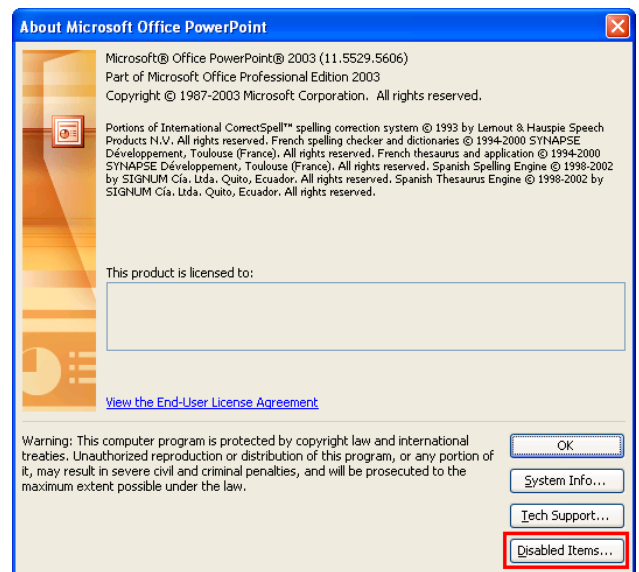 About Microsoft Office PowerPoint
Microsoft® Office PowerPoint® 2003 (11.5529.5606)
Part of Microsoft Office Professional Edition 2003
Copyright © 1987-2003 Microsoft Corporation. All rights reserved.
Portions of International CorrectSpell™ spelling correction system © 1993 by Lernout & Hauspie Speech
Products N.V. All rights reserved. French spelling checker and dictionaries © 1994-2000 SYNAPSE
Développement, Toulouse (France). All rights reserved. French thesaurus and application © 1994-2000
SYNAPSE Développement, Toulouse (France). All rights reserved. Spanish Spelling Engine © 1998-2002
by SIGNUM Cía. Ltda. Quito, Ecuador. All rights reserved. Spanish Thesaurus Engine © 1998-2002 by
SIGNUM Cía. Ltda. Quito, Ecuador. All rights reserved.
This product is licensed to:
View the End-User License Agreement
Warning: This computer program is protected by copyright law and international
treaties. Unauthorized reproduction or distribution of this program, or any portion of
it, may result in severe civil and criminal penalties, and will be prosecuted to the
maximum extent possible under the law.
OK
System Info...
Tech Support...
Disabled Items...